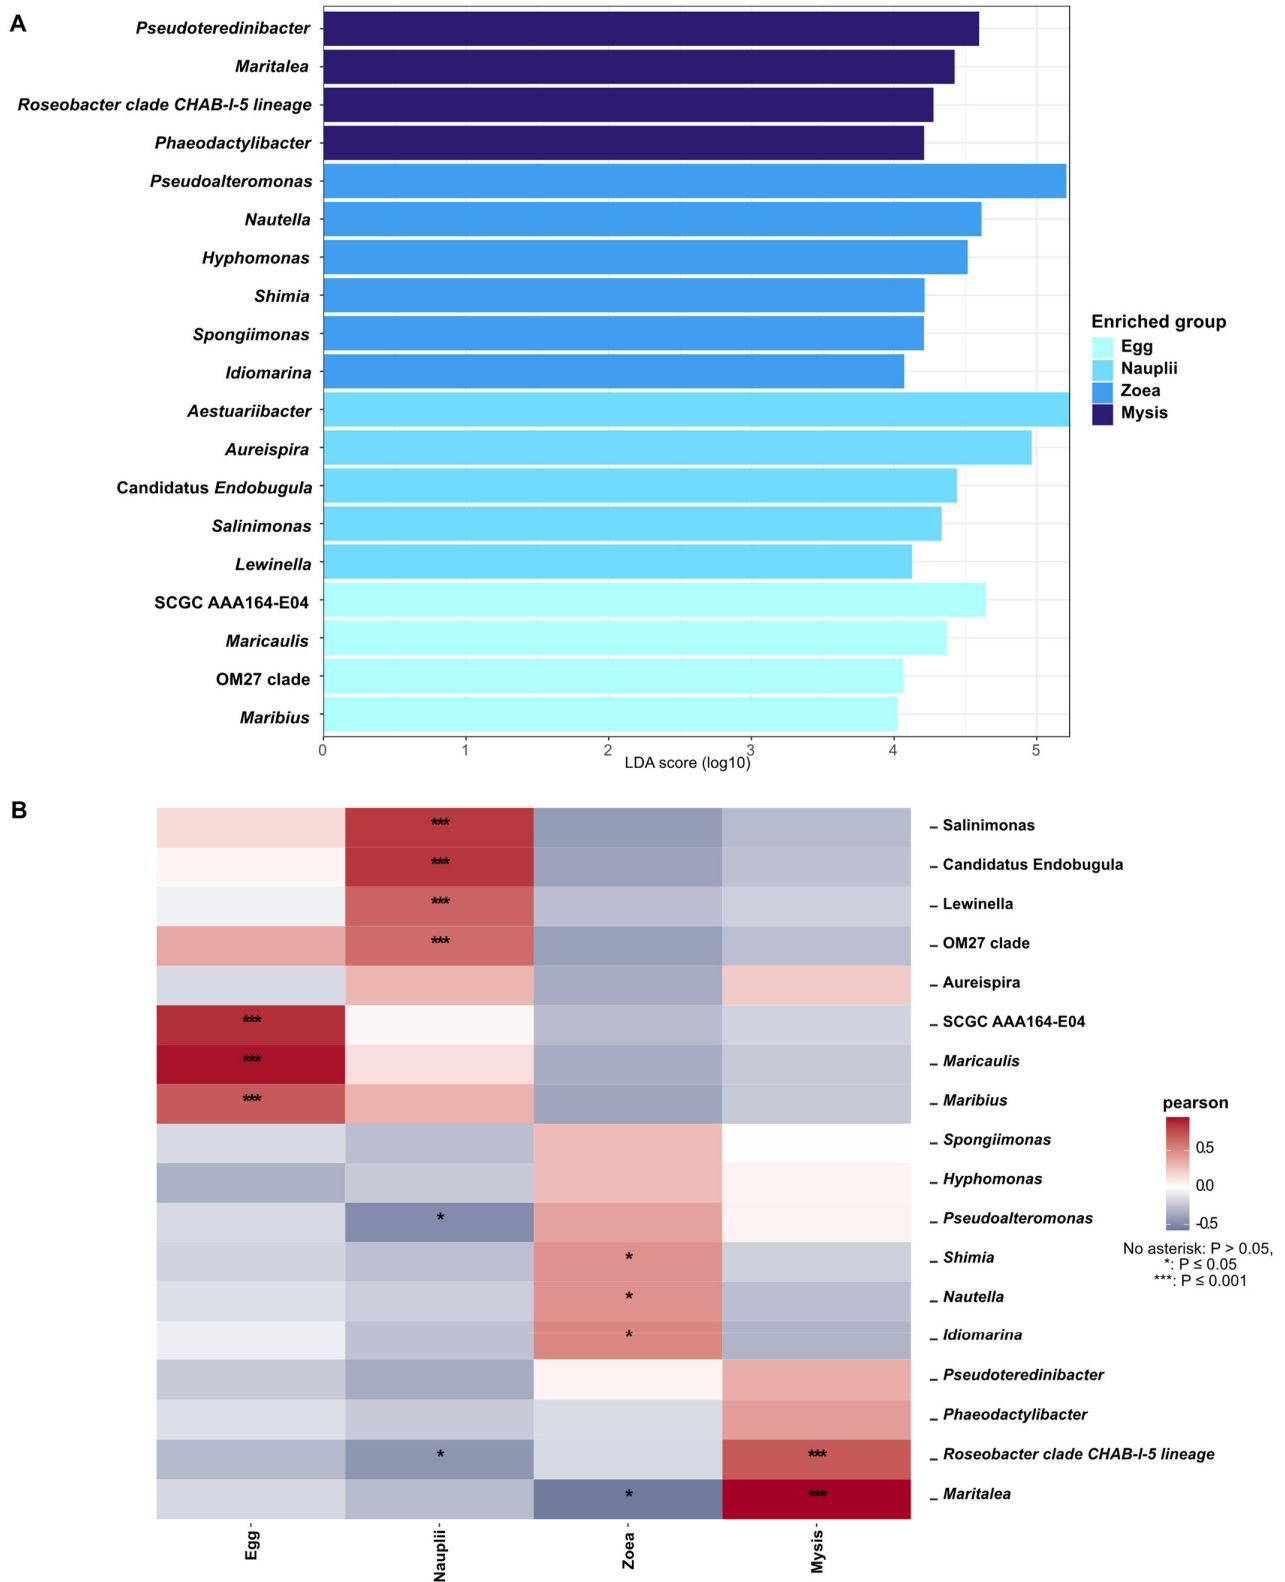 A
Pseudoteredinibacter
Maritalea
Roseobacter clade CHAB-I-5 lineage
Phaeodactylibacter
Pseudoalteromonas
Nautella
Hyphomonas
Shimia
Spongiimonas
Idiomarina
Aestuariibacter
Aureispira
Candidatus Endobugula
Salinimonas
Lewinella
SCGC AAA164-E04
Maricaulis
OM27 clade
Maribius
0 1 2 3 4 5
LDA score (log10)
Enriched group
Egg
Nauplii
Zoea
Mysis
B
*** Salinimonas
*** Candidatus Endobugula
*** Lewinella
*** OM27 clade
Aureispira
*** SCGC AAA164-E04
*** Maricaulis
*** Maribius
Spongiimonas
Hyphomonas
* Pseudoalteromonas
* Shimia
* Nautella
* Idiomarina
Pseudoteredinibacter
Phaeodactylibacter
* *** Roseobacter clade CHAB-I-5 lineage
* *** Maritalea
Egg
Nauplii
Zoea
Mysis
pearson
0.5
0.0
-0.5
No asterisk: P > 0.05,
*: P ≤ 0.05
***: P ≤ 0.001